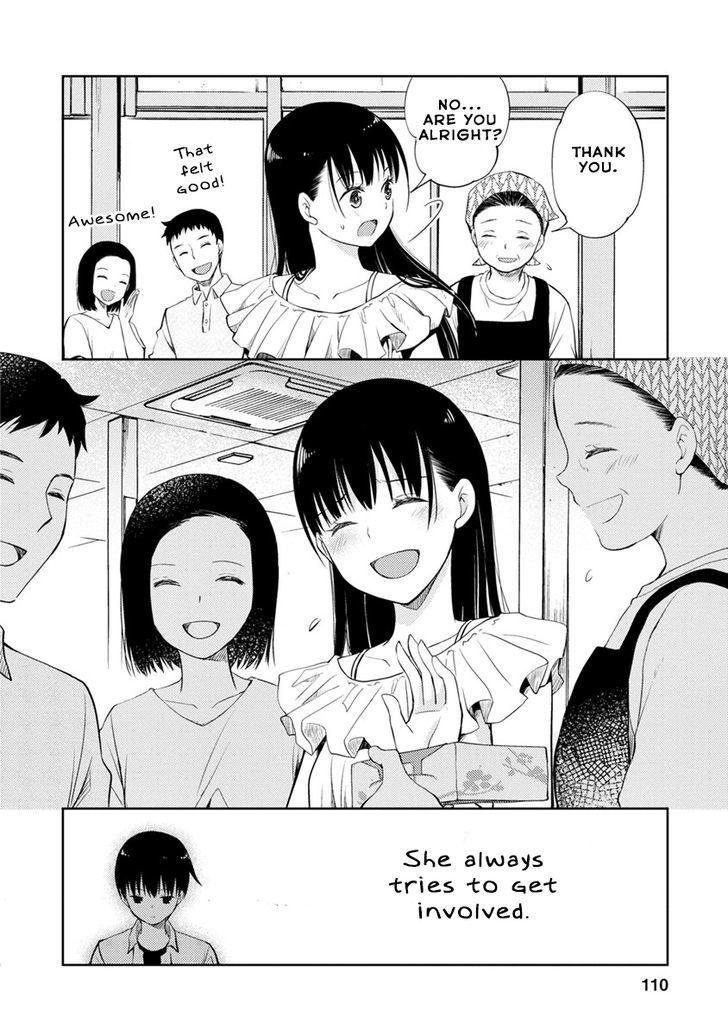 THANK
YOU.
NO...
ARE YOU
ALRIGHT?
That
felt
good!
Awesome!
She always
tries to get
involved.
110